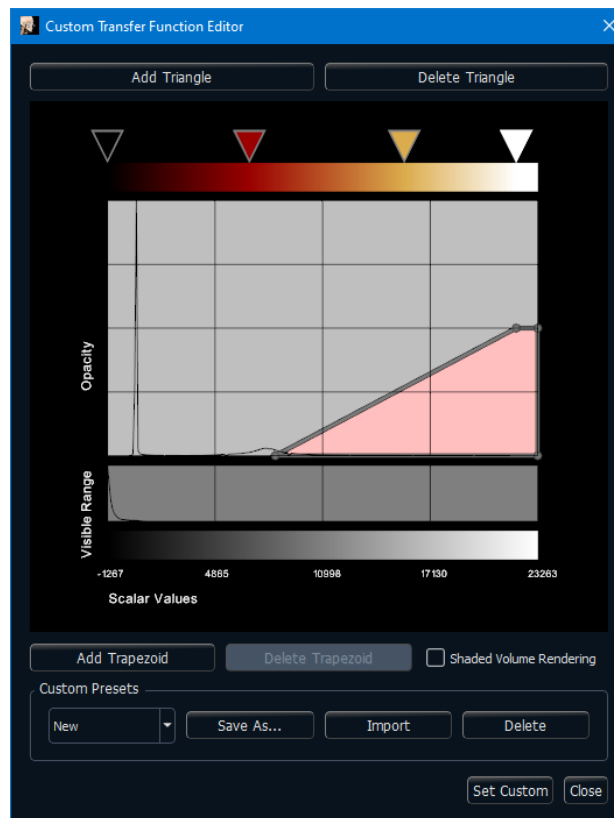 Custom Transfer Function Editor
Add Triangle
Delete Triangle
Opacity
Visible Range
-1267 4865 10998 17130 23263
Scalar Values
Add Trapezoid
Delete Trapezoid
Shaded Volume Rendering
Custom Presets
New
Save As...
Import
Delete
Set Custom
Close